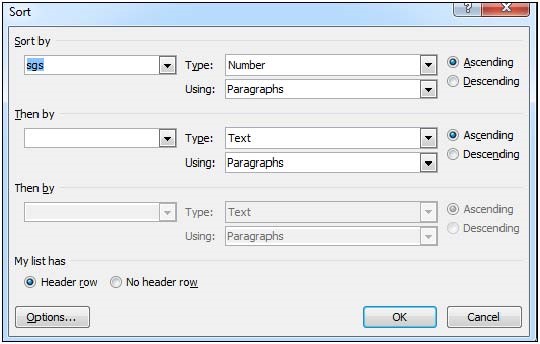 Sort
Sort by
sgs Type: Number Ascending
Using: Paragraphs Descending
Then by
Type: Text Ascending
Using: Paragraphs Descending
Then by
Type: Text Ascending
Using: Paragraphs Descending
My list has
Header row No header row
Options... OK Cancel